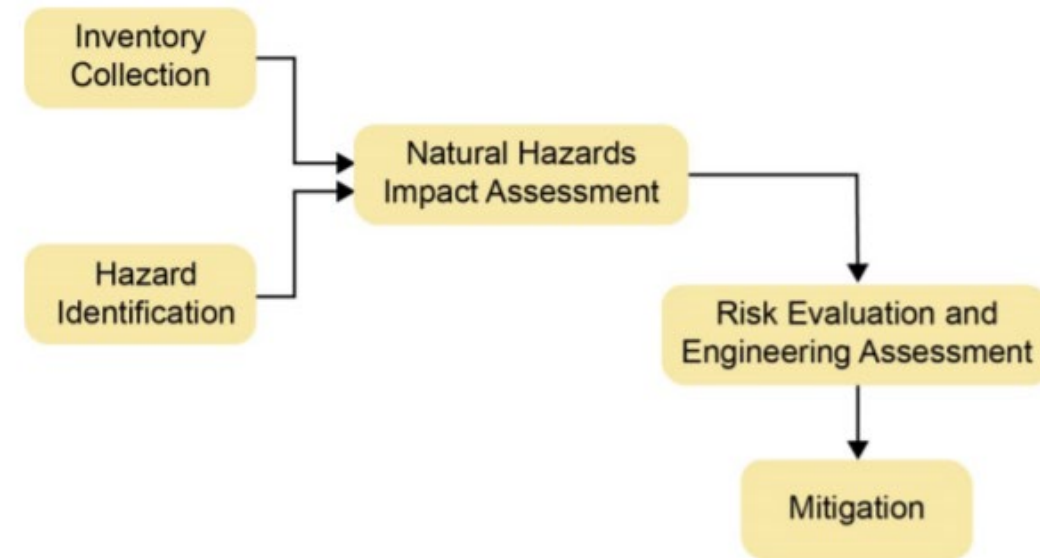 Inventory
Collection
Natural Hazards
Impact Assessment
Hazard
Identification
Risk Evaluation and
Engineering Assessment
Mitigation